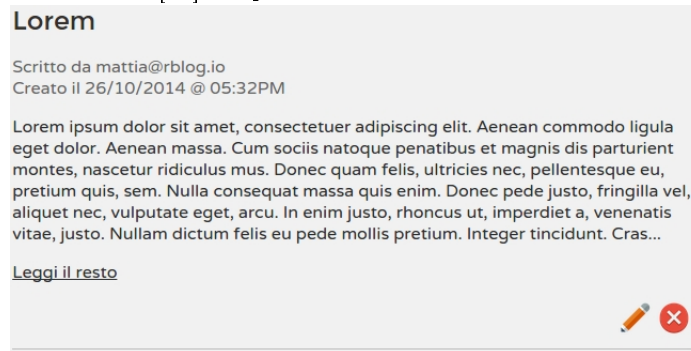 Lorem
Scritto da mattia@rblog.io
Creato il 26/10/2014 @ 05:32PM
Lorem ipsum dolor sit amet, consectetuer adipiscing elit. Aenean commodo ligula
eget dolor. Aenean massa. Cum sociis natoque penatibus et magnis dis parturient
montes, nascetur ridiculus mus. Donec quam felis, ultricies nec, pellentesque eu,
pretium quis, sem. Nulla consequat massa quis enim. Donec pede justo, fringilla vel,
aliquet nec, vulputate eget, arcu. In enim justo, rhoncus ut, imperdiet a, venenatis
vitae, justo. Nullam dictum felis eu pede mollis pretium. Integer tincidunt. Cras...
Leggi il resto